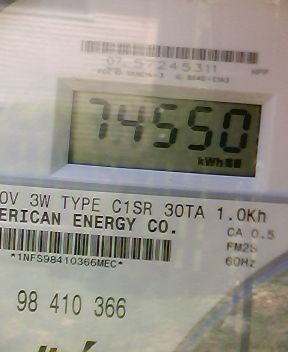 07 57245311
74550
kWh
0V 3W TYPE C1SR 30TA 1.0Kh
ERICAN ENERGY CO.
CA 0.5
FM2S
60Hz
*1NFS98410366MEC*
98 410 366